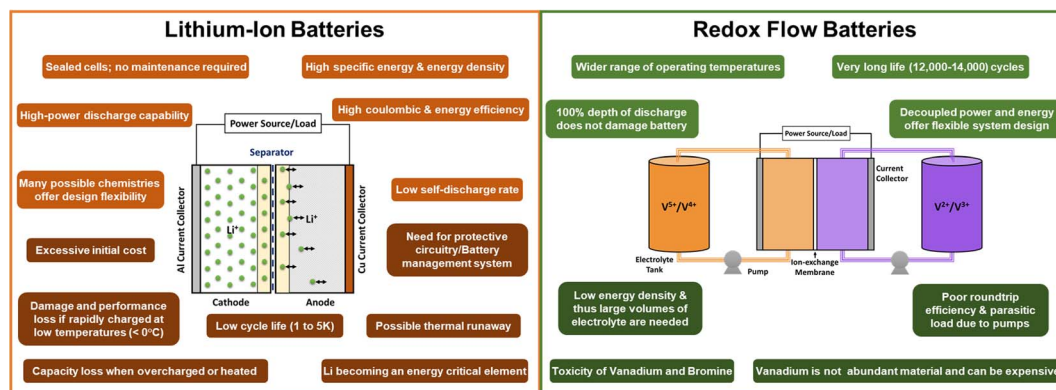 Lithium-Ion Batteries
Sealed cells; no maintenance required
High specific energy & energy density
High-power discharge capability
High coulombic & energy efficiency
Power Source/Load
Separator
Many possible chemistries
offer design flexibility
Low self-discharge rate
Al Current Collector
Li⁺
Li⁺
Cu Current Collector
Excessive initial cost
Need for protective
circuitry/Battery
management system
Cathode
Anode
Damage and performance
loss if rapidly charged at
low temperatures (< 0°C)
Low cycle life (1 to 5K)
Possible thermal runaway
Capacity loss when overcharged or heated
Li becoming an energy critical element
Redox Flow Batteries
Wider range of operating temperatures
Very long life (12,000-14,000) cycles
100% depth of discharge
does not damage battery
Decoupled power and energy
offer flexible system design
Power Source/Load
Current
Collector
V⁵⁺/V⁴⁺
V²⁺/V³⁺
Electrolyte
Tank
Pump
Ion-exchange
Membrane
Low energy density &
thus large volumes of
electrolyte are needed
Poor roundtrip
efficiency & parasitic
load due to pumps
Toxicity of Vanadium and Bromine
Vanadium is not abundant material and can be expensive